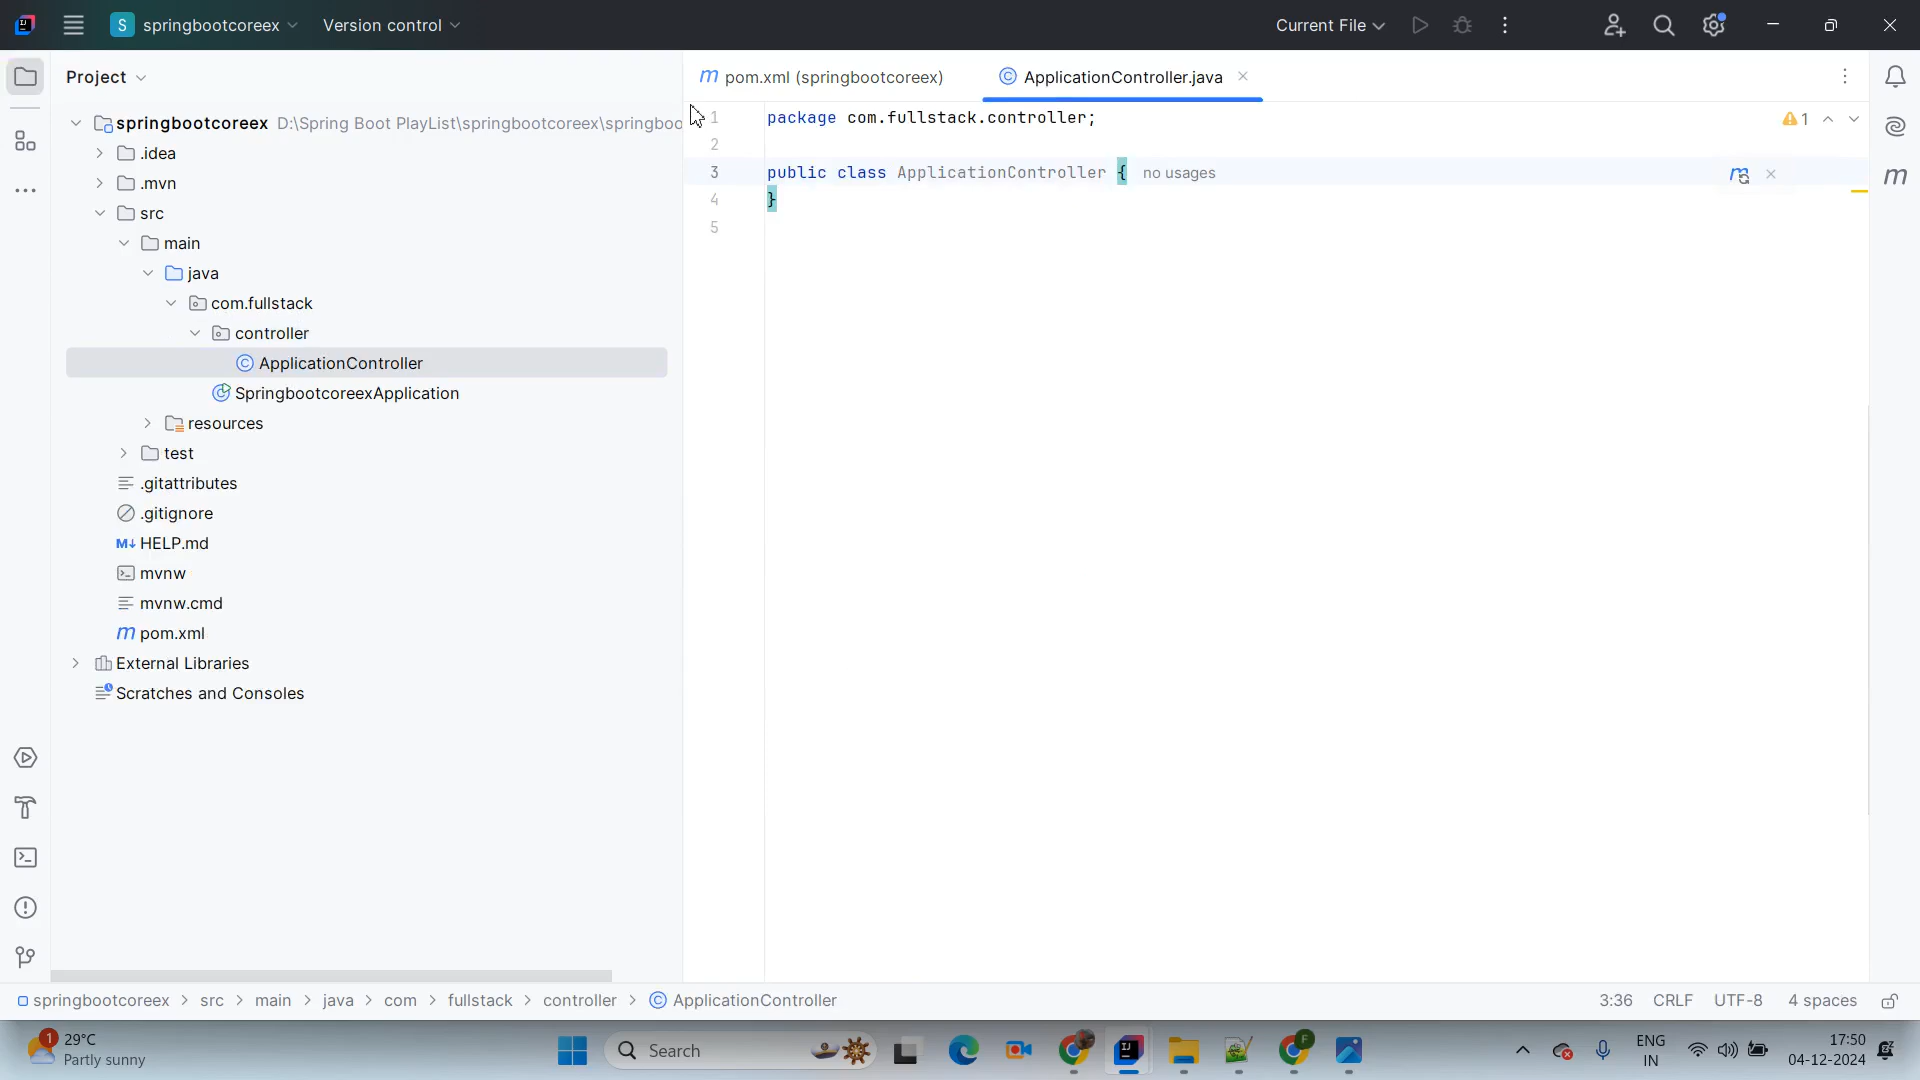 springbootcoreex
Version control
Current File
Project
pom.xml (springbootcoreex)
ApplicationController.java
springbootcoreex D:\Spring Boot PlayList\springbootcoreex\springboo
.idea
.mvn
src
main
java
com.fullstack
controller
ApplicationController
SpringbootcoreexApplication
resources
test
.gitattributes
.gitignore
HELP.md
mvnw
mvnw.cmd
pom.xml
External Libraries
Scratches and Consoles
1 package com.fullstack.controller;
2
3 public class ApplicationController { no usages
4 }
5
1
springbootcoreex > src > main > java > com > fullstack > controller > ApplicationController
3:36 CRLF UTF-8 4 spaces
1
29°C
Partly sunny
Search
ENG
IN
17:50
04-12-2024